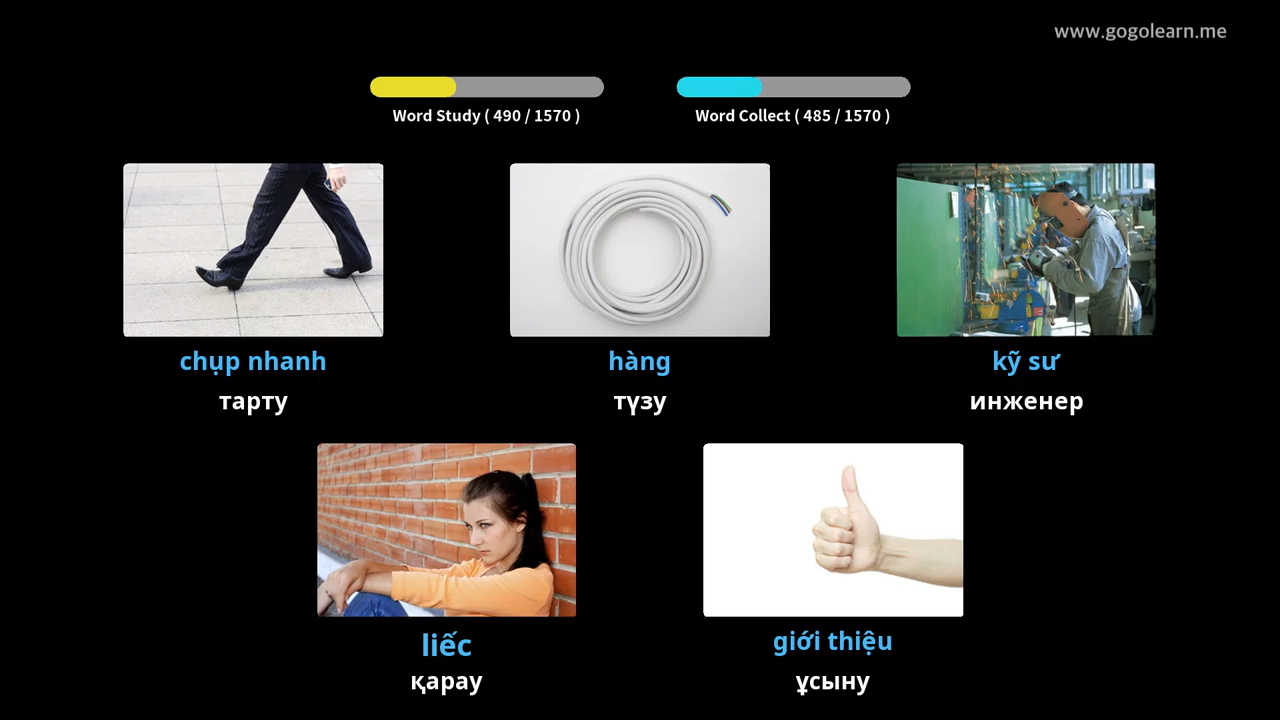 www.gogolearn.me
Word Study ( 490 / 1570 )
Word Collect ( 485 / 1570 )
chụp nhanh
тарту
hàng
түзу
kỹ sư
инженер
liếc
қарау
giới thiệu
ұсыну